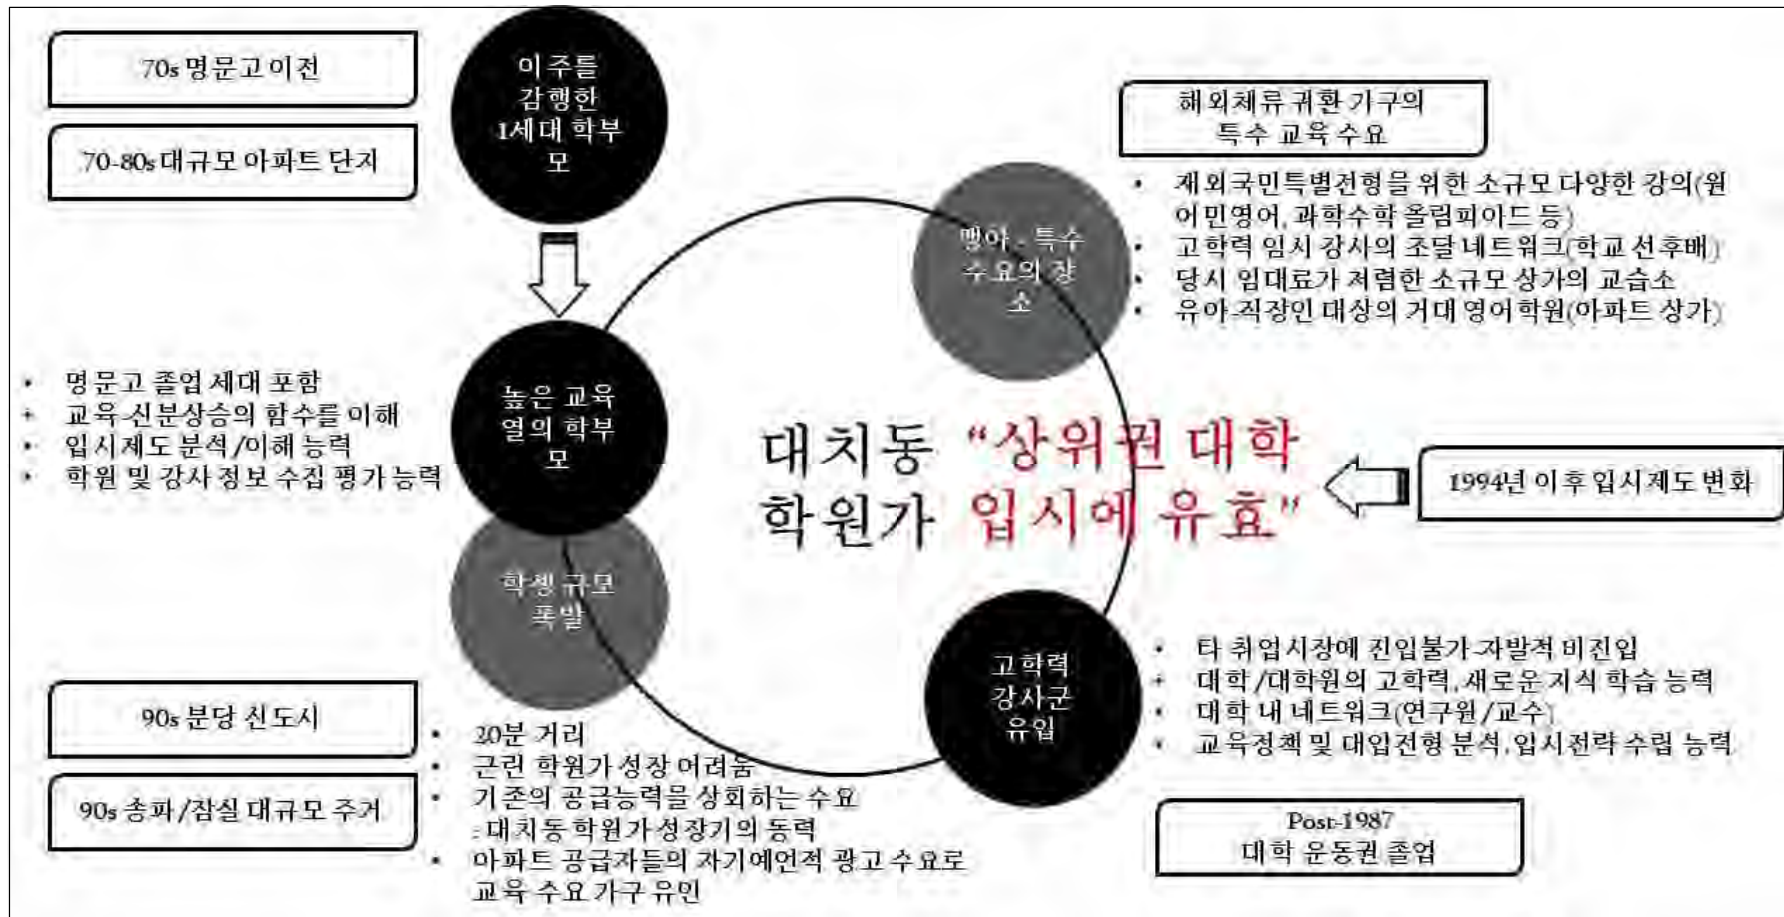 70s 명문고 이전
70-80s 대규모 아파트 단지
이주를
감행한
1세대 학부
모
해외체류 귀환 가구의
특수 교육 수요
• 재외국민특별전형을 위한 소규모 다양한 강의(원
어민영어, 과학수학 올림피아드 등)
• 고학력 임시 강사의 조달 네트워크(학교 선후배)
• 당시 임대료가 저렴한 소규모 상가의 교습소
• 유아-직장인 대상의 거대 영어학원(아파트 상가)
맹아 - 특수
수요의 장
소
• 명문고 졸업 세대 포함
• 교육-신분상승의 함수를 이해
• 입시제도 분석/이해 능력
• 학원 및 강사 정보 수집 평가 능력
높은 교육
열의 학부
모
대치동 “상위권 대학
학원가 입시에 유효”
1994년 이후 입시제도 변화
학생 규모
폭발
고학력
강사군
유입
• 타 취업시장에 진입불가-자발적 비진입
• 대학/대학원의 고학력, 새로운 지식 학습 능력
• 대학 내 네트워크(연구원/교수)
• 교육정책 및 대입전형 분석, 입시전략 수립 능력
90s 분당 신도시
90s 송파/잠실 대규모 주거
• 20분 거리
• 근린 학원가 성장 어려움
• 기존의 공급능력을 상회하는 수요
: 대치동 학원가 성장기의 동력
• 아파트 공급자들의 자기예언적 광고 수요로
교육 수요 가구 유인
Post-1987
대학 운동권 졸업